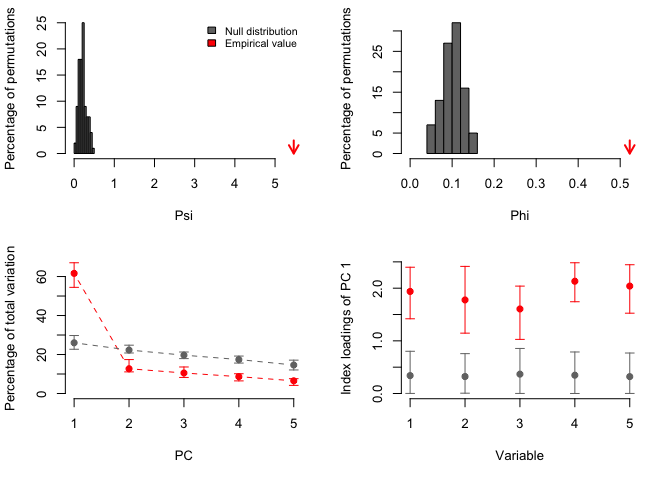 Percentage of permutations
0 5 15 20 25
Null distribution
Empirical value
0 1 2 3 4 5
Psi
Percentage of permutations
0 5 15 25
0.0 0.1 0.2 0.3 0.4 0.5
Phi
Percentage of total variation
0 20 40 60
1 2 3 4 5
PC
Index loadings of PC 1
0.0 1.0 2.0
1 2 3 4 5
Variable